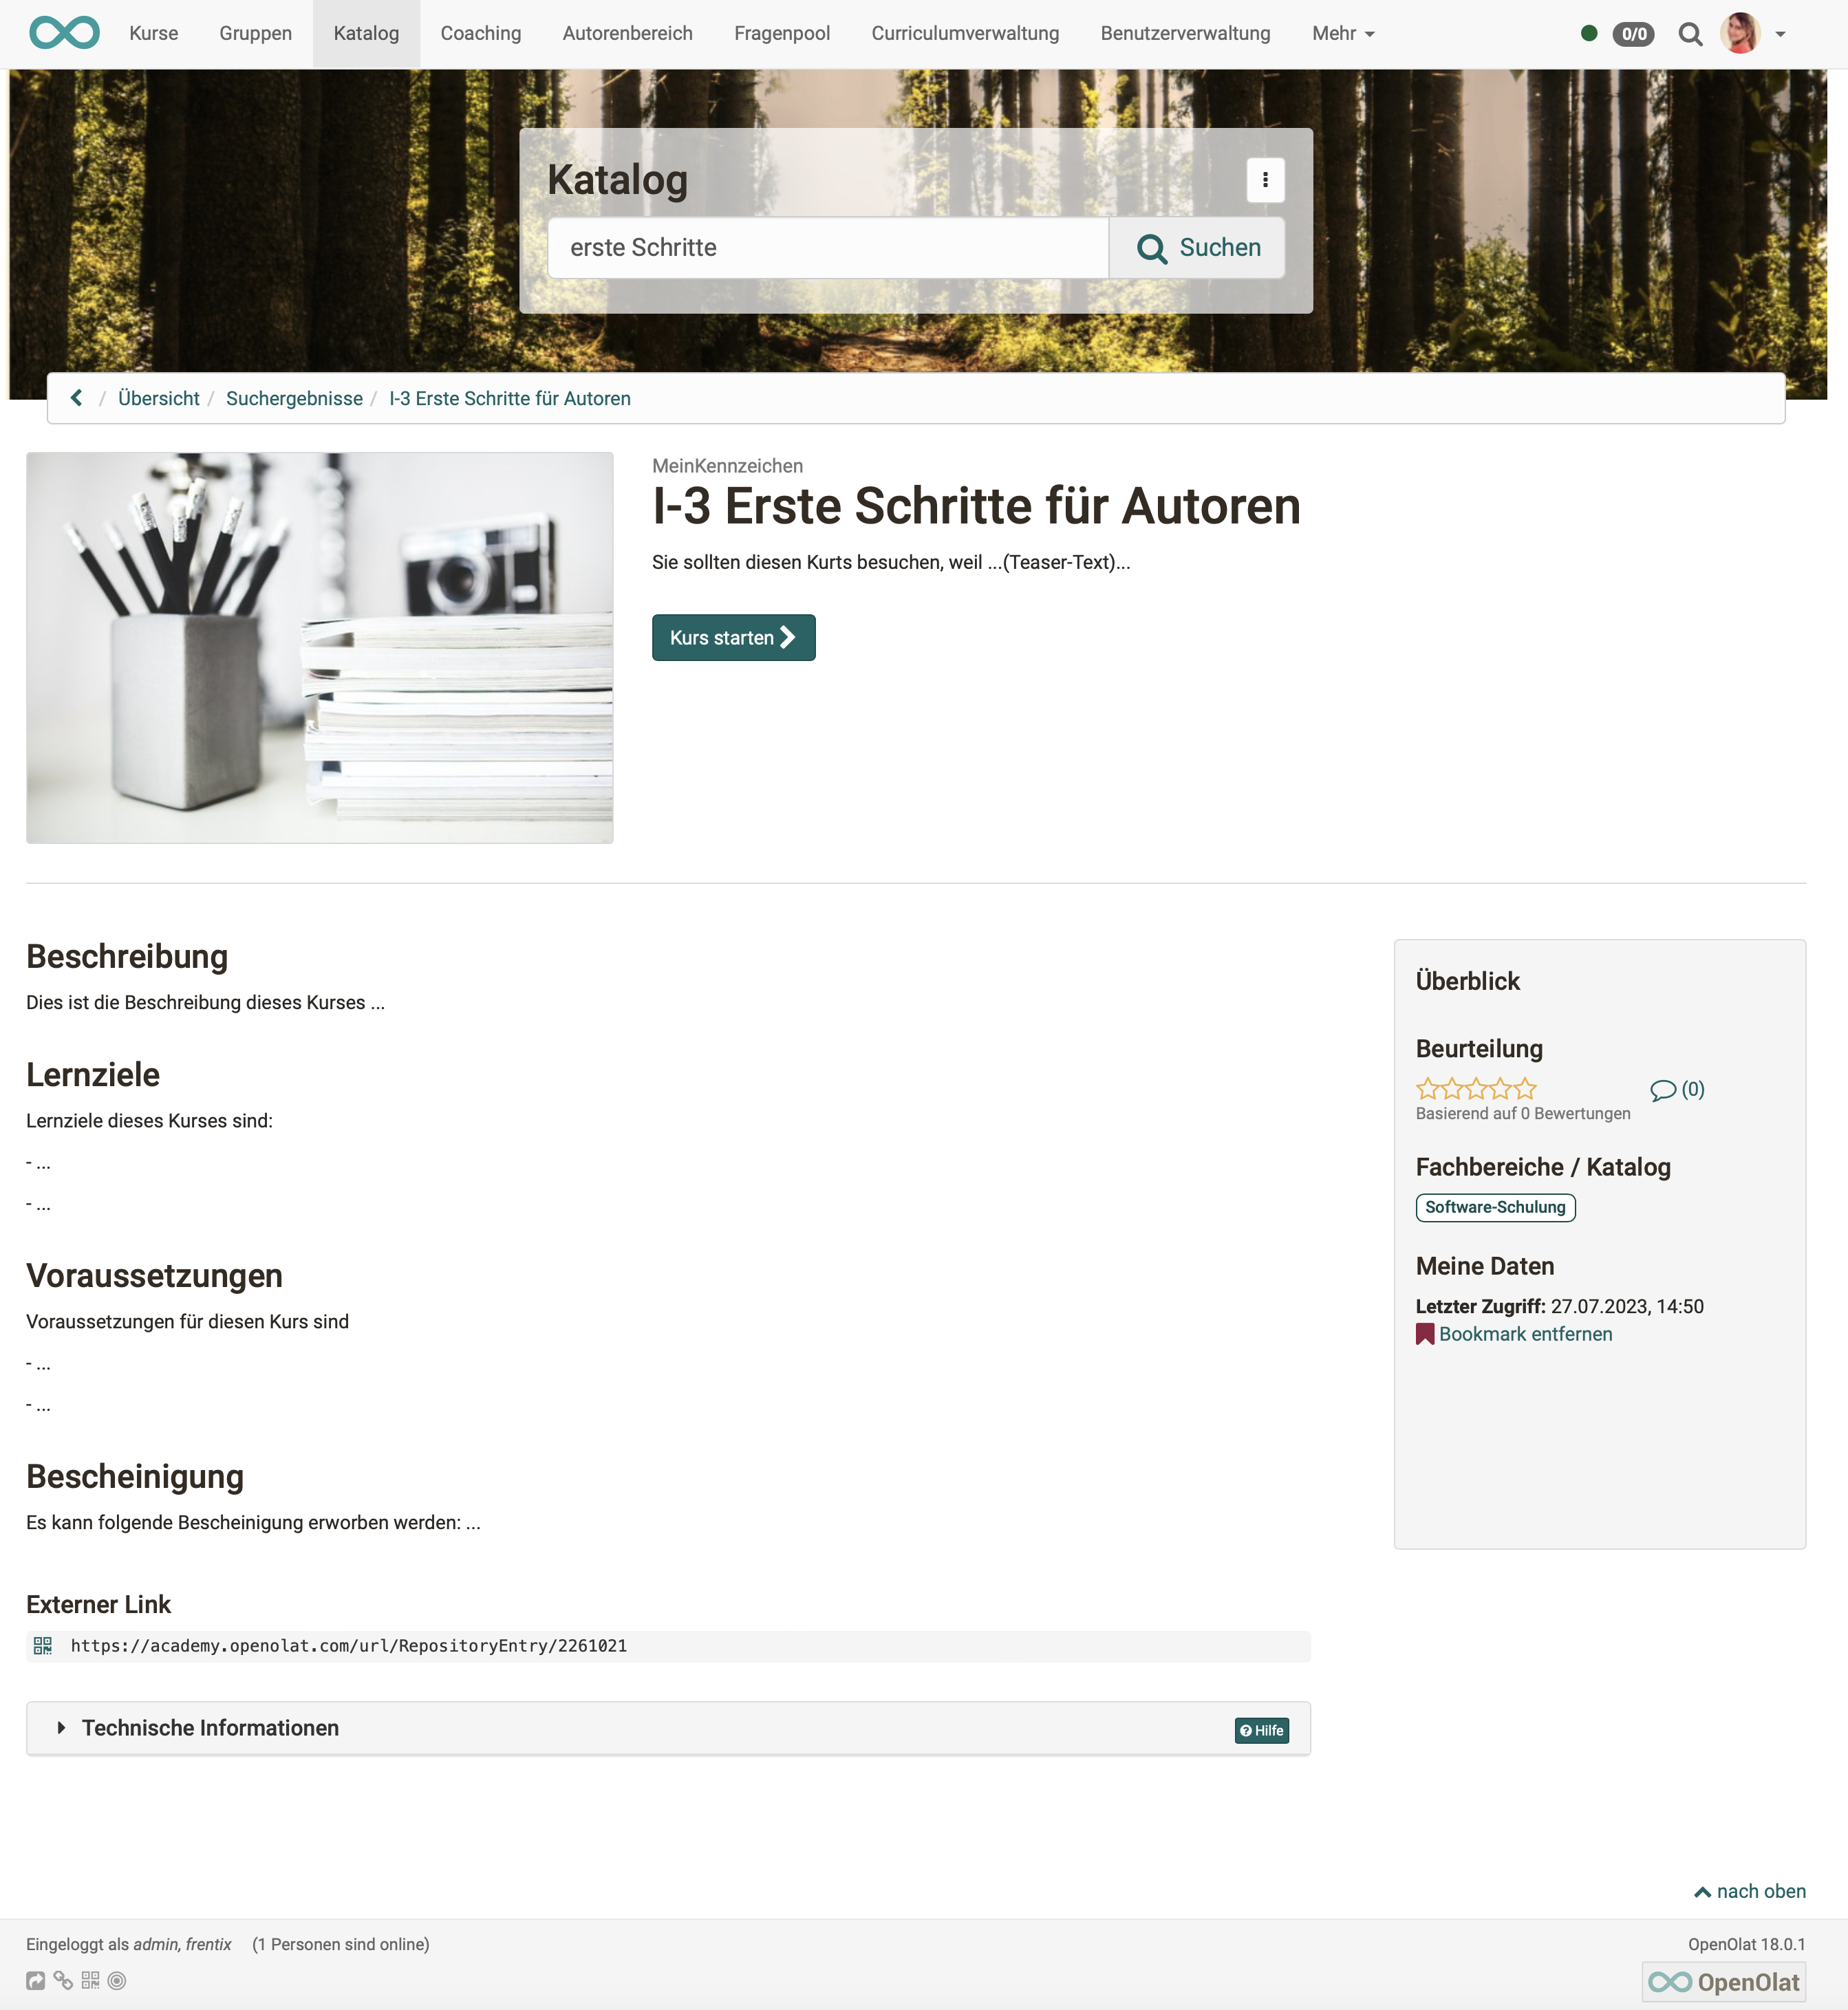 Kurse Gruppen Katalog Coaching Autorenbereich Fragenpool Curriculumverwaltung Benutzerverwaltung Mehr 0/0
Katalog
erste Schritte Suchen
/ Übersicht / Suchergebnisse / I-3 Erste Schritte für Autoren
MeinKennzeichen
I-3 Erste Schritte für Autoren
Sie sollten diesen Kurts besuchen, weil ...(Teaser-Text)...
Kurs starten
Beschreibung
Dies ist die Beschreibung dieses Kurses ...
Lernziele
Lernziele dieses Kurses sind:
- ...
- ...
Voraussetzungen
Voraussetzungen für diesen Kurs sind
- ...
- ...
Bescheinigung
Es kann folgende Bescheinigung erworben werden: ...
Externer Link
https://academy.openolat.com/url/RepositoryEntry/2261021
Technische Informationen Hilfe
Überblick
Beurteilung
(0)
Basierend auf 0 Bewertungen
Fachbereiche / Katalog
Software-Schulung
Meine Daten
Letzter Zugriff: 27.07.2023, 14:50
Bookmark entfernen
nach oben
Eingeloggt als admin, frentix (1 Personen sind online)
OpenOlat 18.0.1
OpenOlat